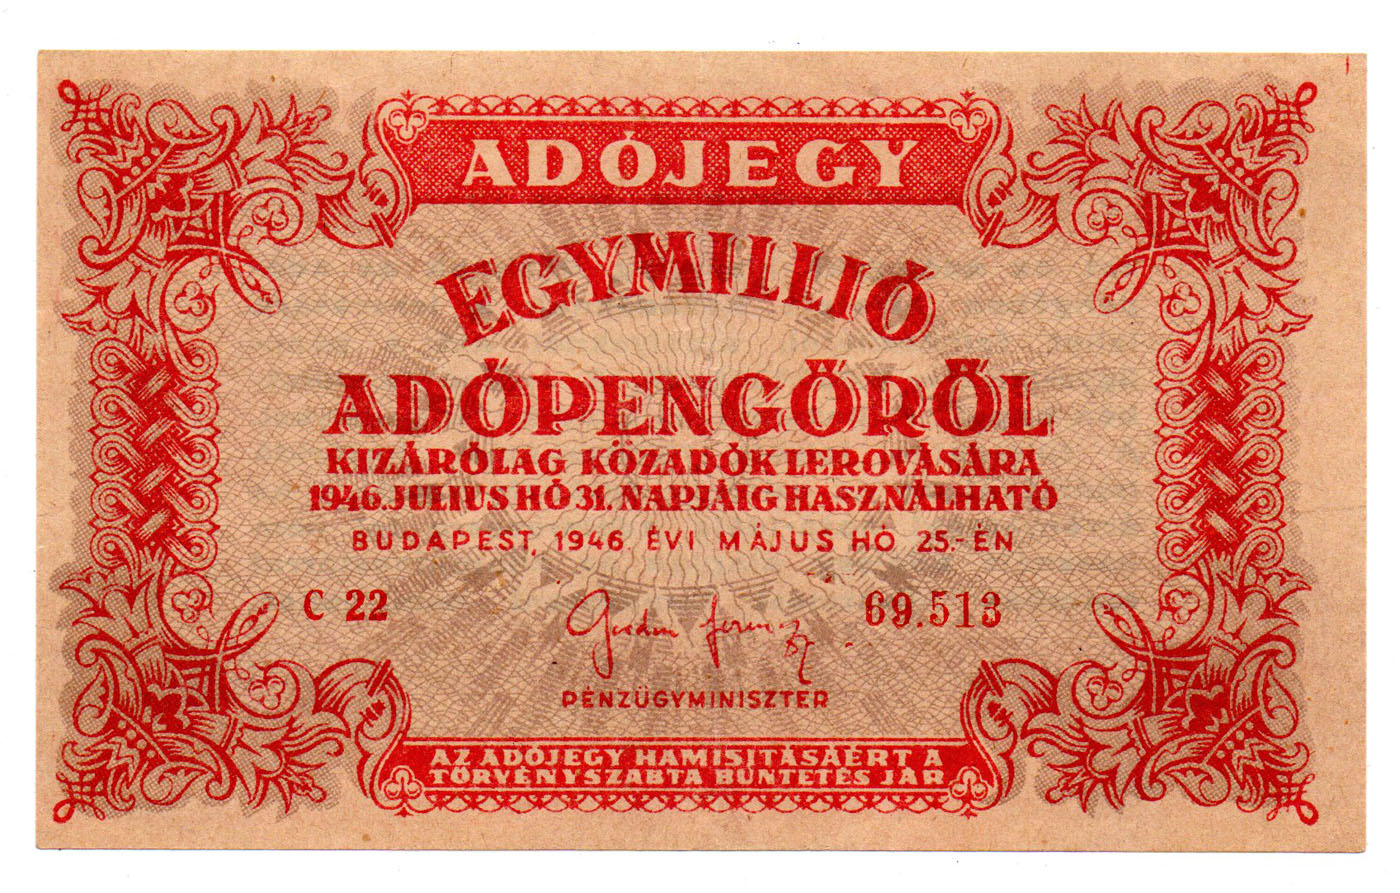 ADÓJEGY
EGYMILLIÓ
ADÓPENGŐRŐL
KIZÁRÓLAG KÖZADÓK LEROVÁSÁRA
1946. JULIUS HÓ 31. NAPJÁIG HASZNÁLHATÓ
BUDAPEST, 1946. ÉVI MÁJUS HÓ 25.-ÉN
C 22
69.513
PÉNZÜGYMINISZTER
AZ ADÓJEGY HAMISITÁSÁÉRT A
TÖRVÉNYSZABTA BÜNTETÉS JÁR